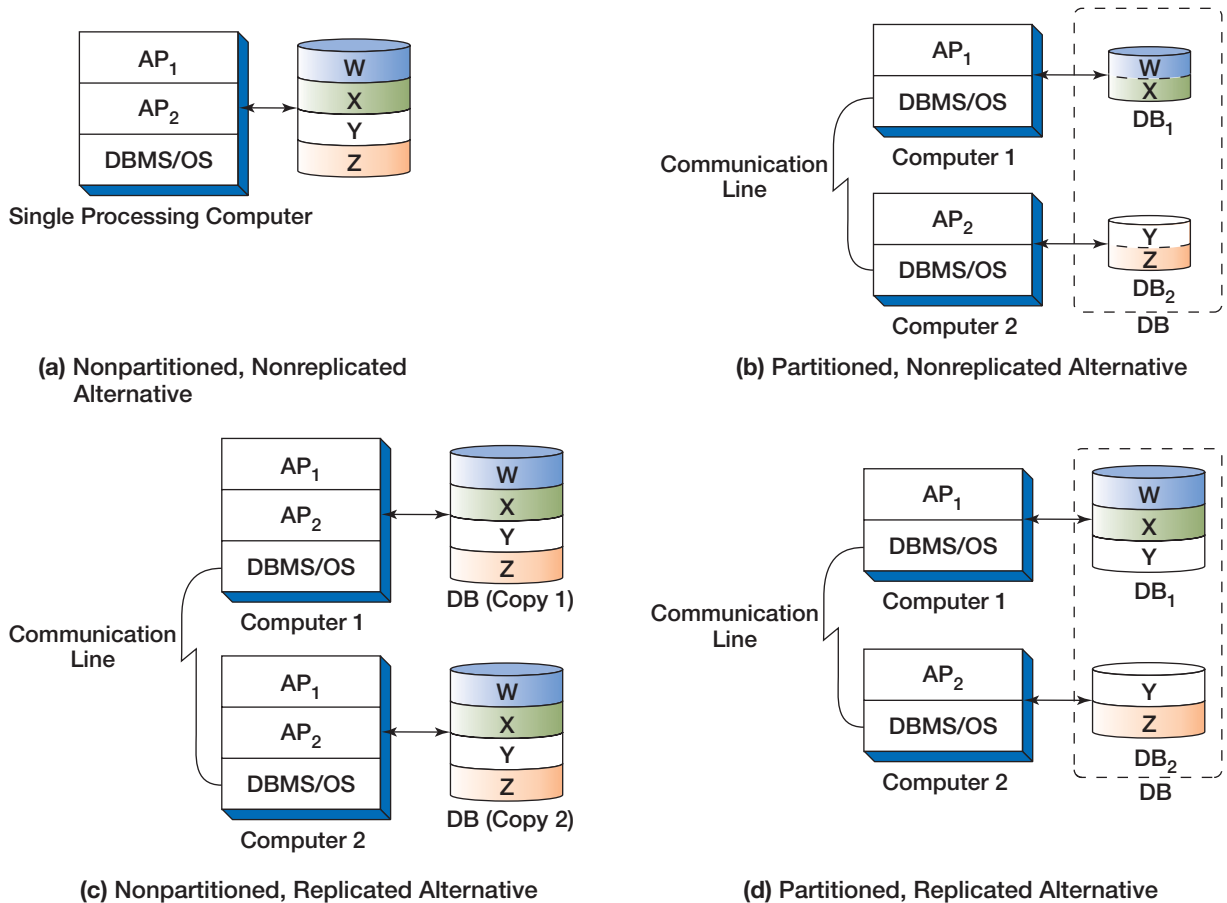 AP₁
AP₂
DBMS/OS
W
X
Y
Z
Single Processing Computer
(a) Nonpartitioned, Nonreplicated
Alternative
AP₁
DBMS/OS
Computer 1
Communication
Line
AP₂
DBMS/OS
Computer 2
W
X
DB₁
Y
Z
DB₂
DB
(b) Partitioned, Nonreplicated Alternative
AP₁
AP₂
DBMS/OS
Computer 1
W
X
Y
Z
DB (Copy 1)
Communication
Line
AP₁
AP₂
DBMS/OS
Computer 2
W
X
Y
Z
DB (Copy 2)
(c) Nonpartitioned, Replicated Alternative
AP₁
DBMS/OS
Computer 1
W
X
Y
DB₁
Communication
Line
AP₂
DBMS/OS
Computer 2
Y
Z
DB₂
DB
(d) Partitioned, Replicated Alternative